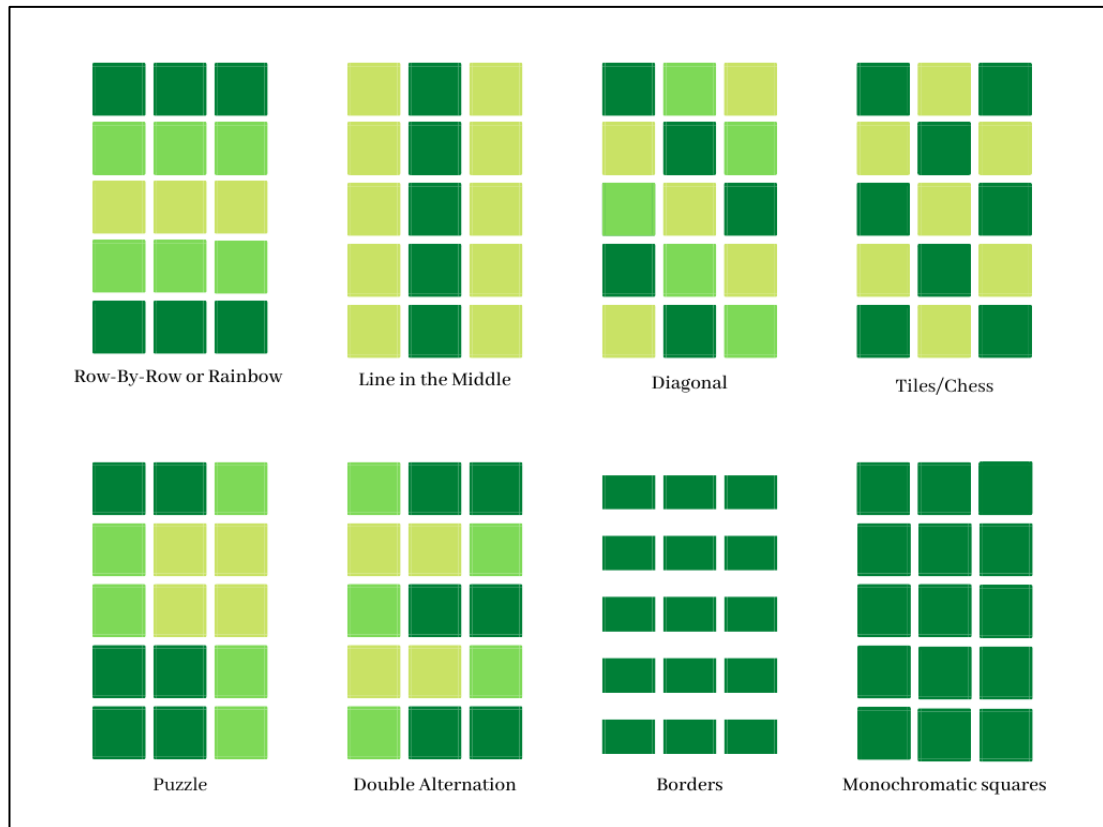 Row-By-Row or Rainbow
Line in the Middle
Diagonal
Tiles/Chess
Puzzle
Double Alternation
Borders
Monochromatic squares